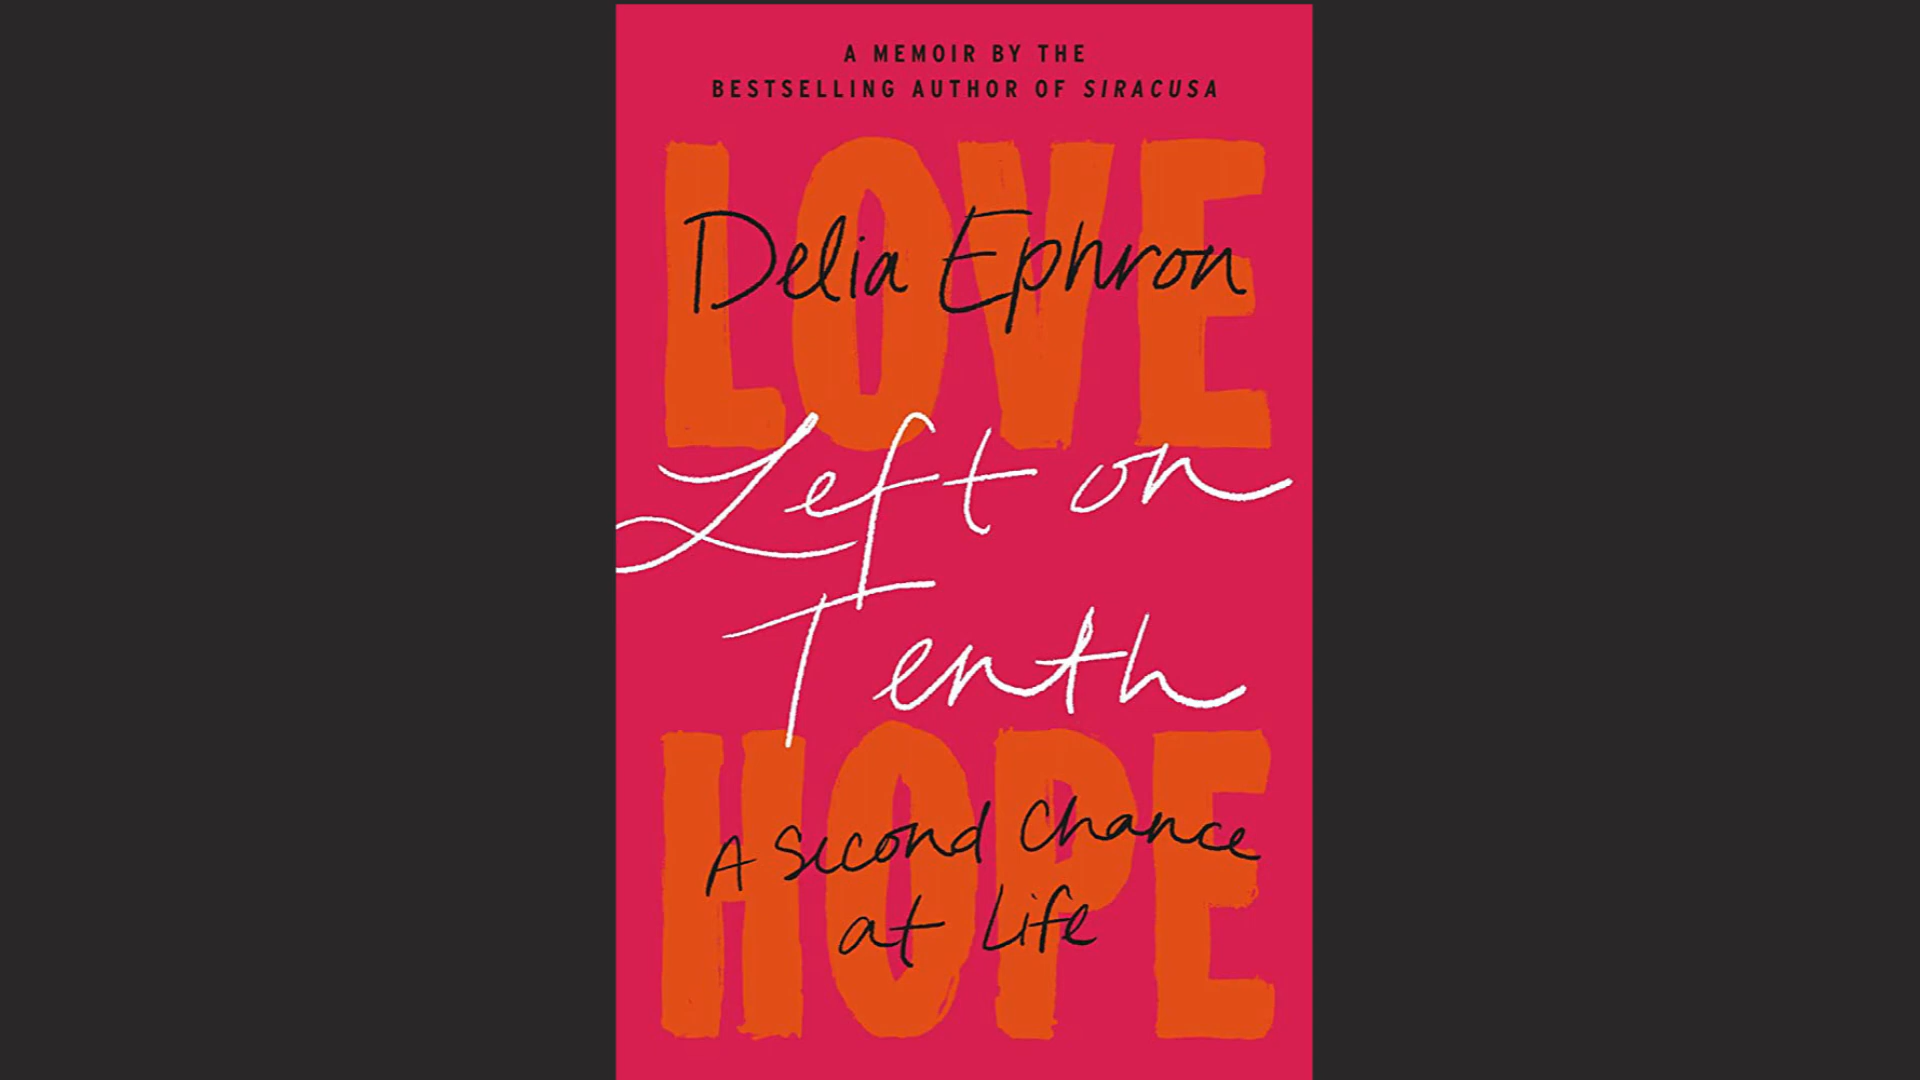 A MEMOIR BY THE
BESTSELLING AUTHOR OF SIRACUSA
LOVE
Delia Ephron
Left on
Tenth
HOPE
A Second Chance
at Life